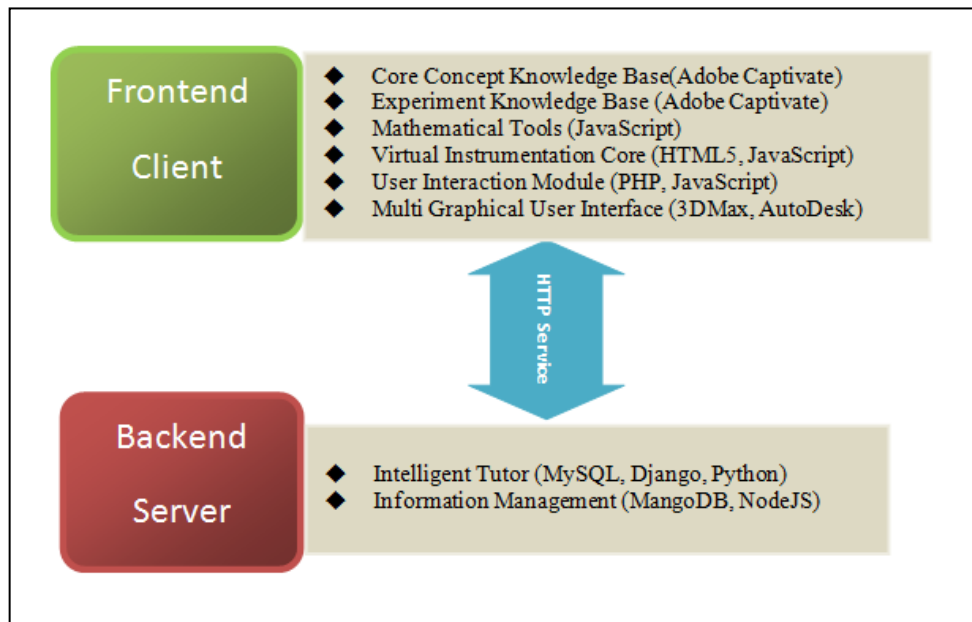 Frontend
Client
◆ Core Concept Knowledge Base(Adobe Captivate)
◆ Experiment Knowledge Base (Adobe Captivate)
◆ Mathematical Tools (JavaScript)
◆ Virtual Instrumentation Core (HTML5, JavaScript)
◆ User Interaction Module (PHP, JavaScript)
◆ Multi Graphical User Interface (3DMax, AutoDesk)
HTTP Service
Backend
Server
◆ Intelligent Tutor (MySQL, Django, Python)
◆ Information Management (MangoDB, NodeJS)